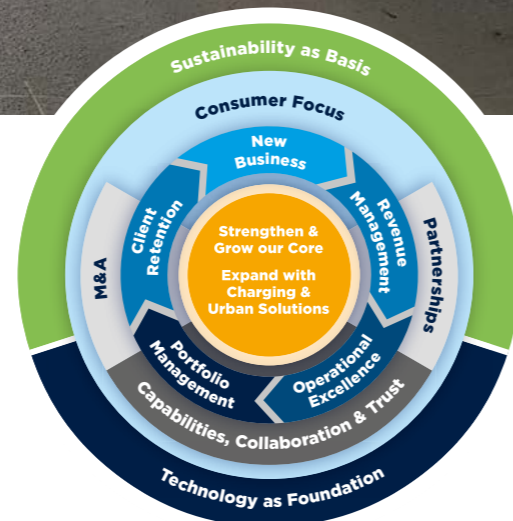 Sustainability as Basis
Consumer Focus
New
Business
Revenue
Management
Operational
Excellence
Portfolio
Management
Client
Retention
M&A
Partnerships
Strengthen &
Grow our Core
Expand with
Charging &
Urban Solutions
Capabilities, Collaboration & Trust
Technology as Foundation